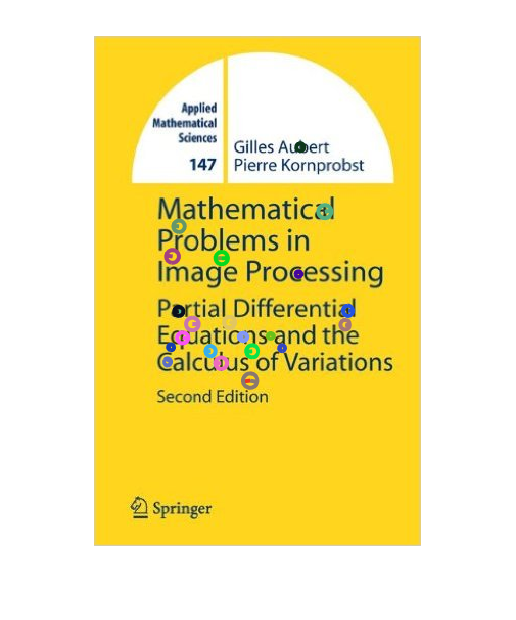 Applied
Mathematical
Sciences
147
Gilles Aubert
Pierre Kornprobst
Mathematical
Problems in
Image Processing
Partial Differential
Equations and the
Calculus of Variations
Second Edition
Springer